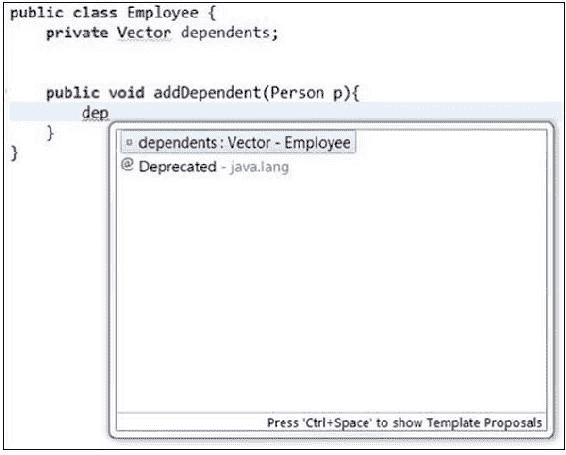 public class Employee {
    private Vector dependents;
    public void addDependent(Person p){
        dep
dependents : Vector - Employee
@ Deprecated - java.lang
    }
}
Press 'Ctrl+Space' to show Template Proposals